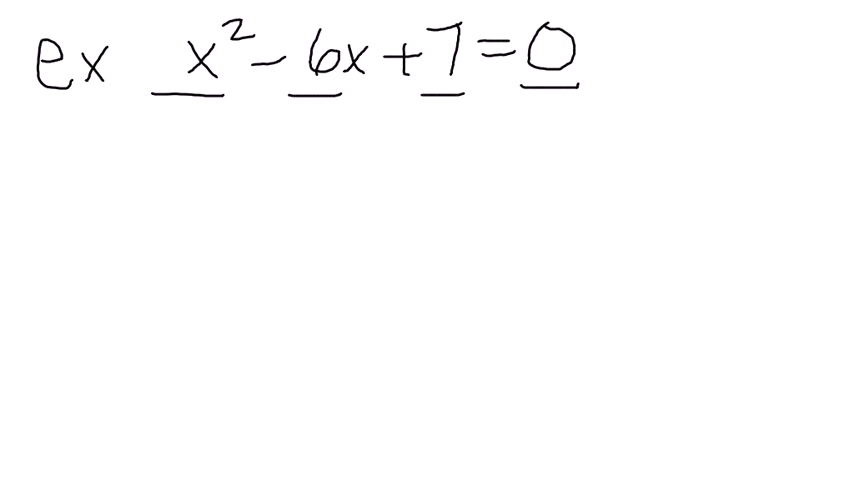 ex x² - 6x + 7 = 0